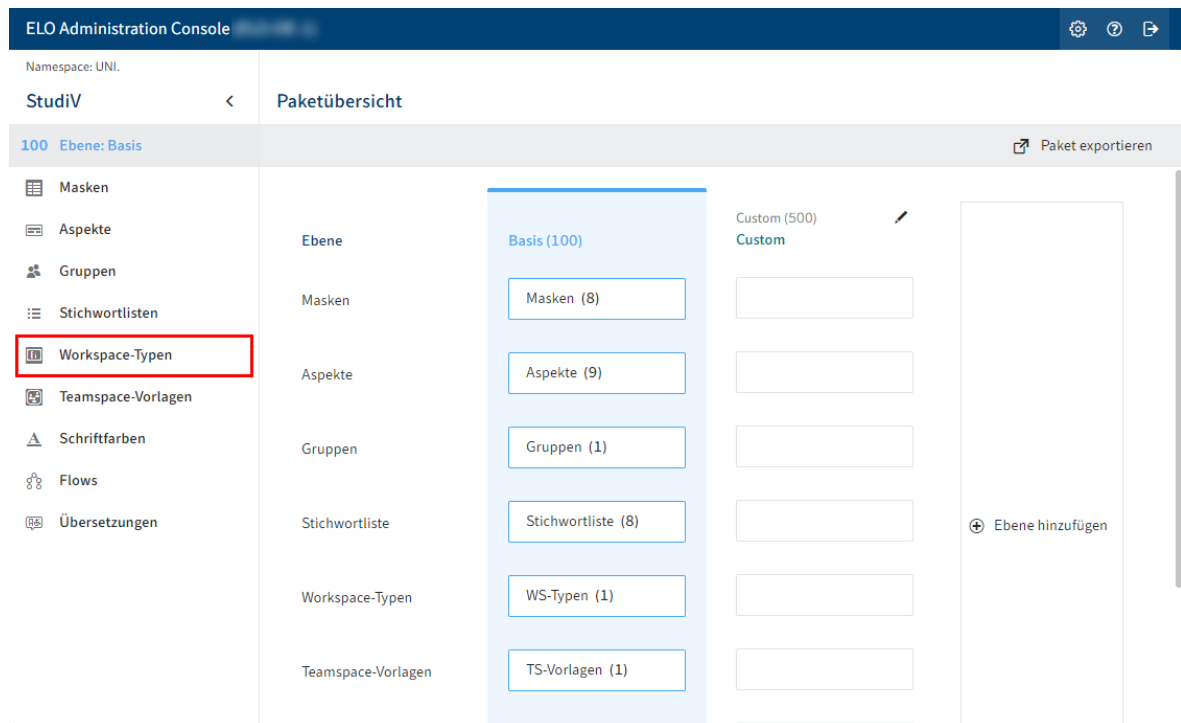 ELO Administration Console
Namespace: UNI.
StudiV
Paketübersicht
100 Ebene: Basis
Paket exportieren
Masken
Aspekte
Gruppen
Stichwortlisten
Workspace-Typen
Teamspace-Vorlagen
Schriftfarben
Flows
Übersetzungen
Ebene
Basis (100)
Custom (500)
Custom
Masken
Masken (8)
Aspekte
Aspekte (9)
Gruppen
Gruppen (1)
Stichwortliste
Stichwortliste (8)
Ebene hinzufügen
Workspace-Typen
WS-Typen (1)
Teamspace-Vorlagen
TS-Vorlagen (1)